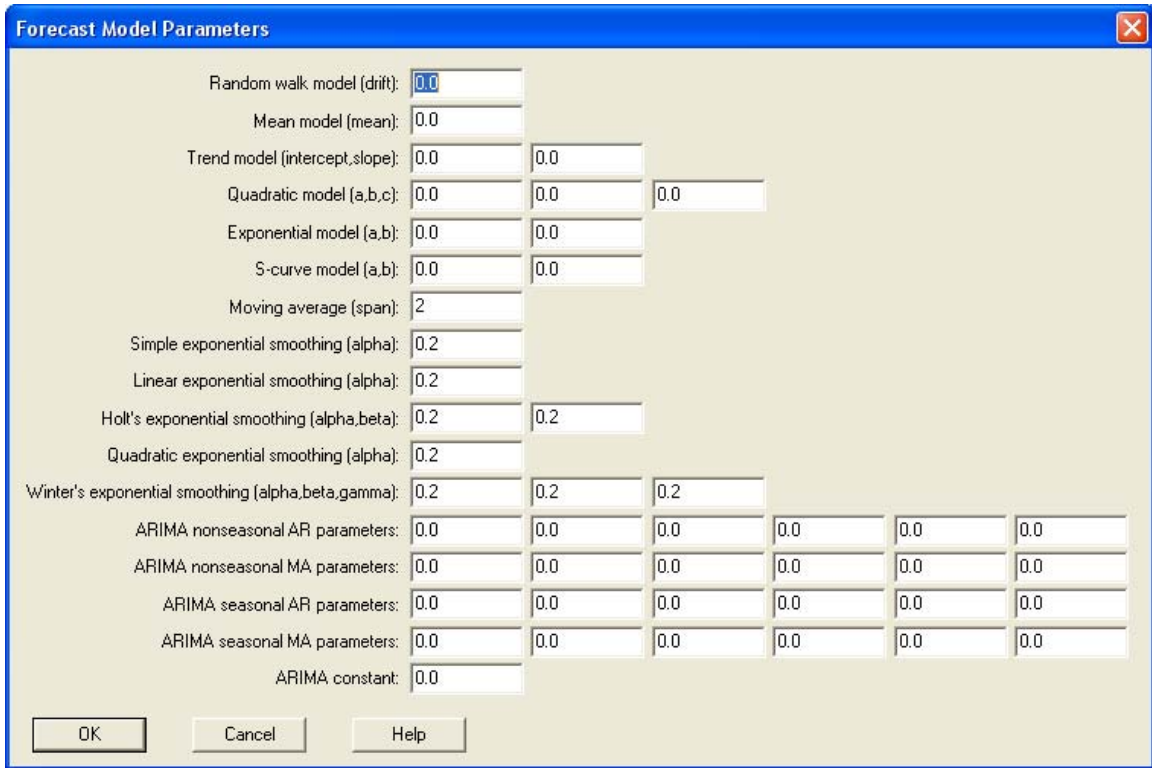 Forecast Model Parameters
Random walk model (drift): 0.0
Mean model (mean): 0.0
Trend model (intercept,slope): 0.0 0.0
Quadratic model (a,b,c): 0.0 0.0 0.0
Exponential model (a,b): 0.0 0.0
S-curve model (a,b): 0.0 0.0
Moving average (span): 2
Simple exponential smoothing (alpha): 0.2
Linear exponential smoothing (alpha): 0.2
Holt's exponential smoothing (alpha,beta): 0.2 0.2
Quadratic exponential smoothing (alpha): 0.2
Winter's exponential smoothing (alpha,beta,gamma): 0.2 0.2 0.2
ARIMA nonseasonal AR parameters: 0.0 0.0 0.0 0.0 0.0 0.0
ARIMA nonseasonal MA parameters: 0.0 0.0 0.0 0.0 0.0 0.0
ARIMA seasonal AR parameters: 0.0 0.0 0.0 0.0 0.0 0.0
ARIMA seasonal MA parameters: 0.0 0.0 0.0 0.0 0.0 0.0
ARIMA constant: 0.0
OK Cancel Help